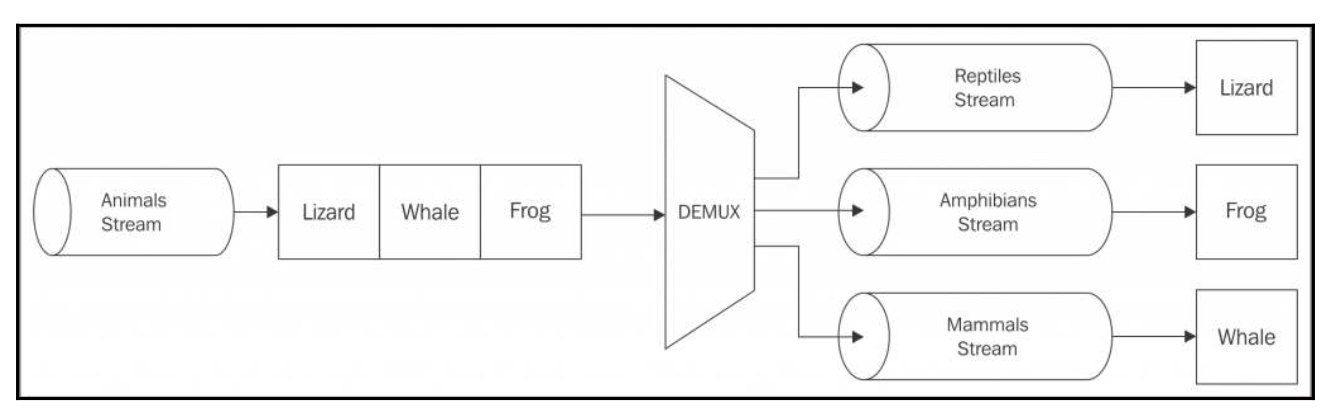 Animals
Stream
Lizard
Whale
Frog
DEMUX
Reptiles
Stream
Lizard
Amphibians
Stream
Frog
Mammals
Stream
Whale